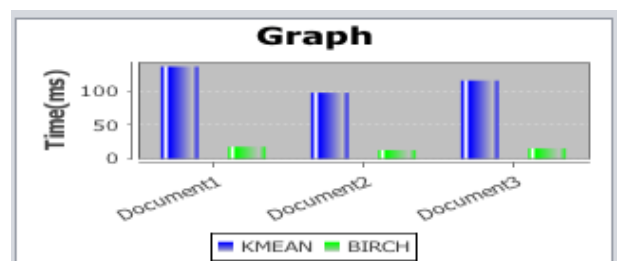 Graph
Time(ms)
100
50
0
Document1
Document2
Document3
KMEAN BIRCH